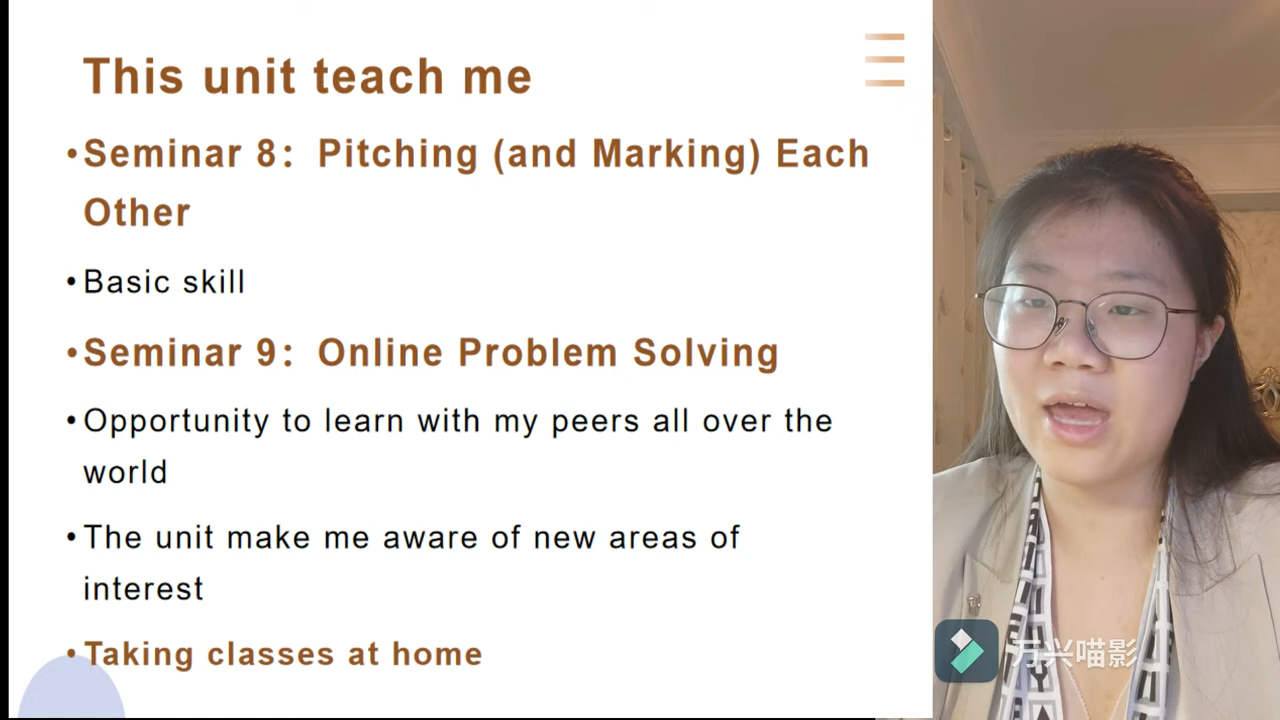 This unit teach me
•Seminar 8：Pitching (and Marking) Each
Other
•Basic skill
•Seminar 9：Online Problem Solving
•Opportunity to learn with my peers all over the
world
•The unit make me aware of new areas of
interest
•Taking classes at home
万兴喵影